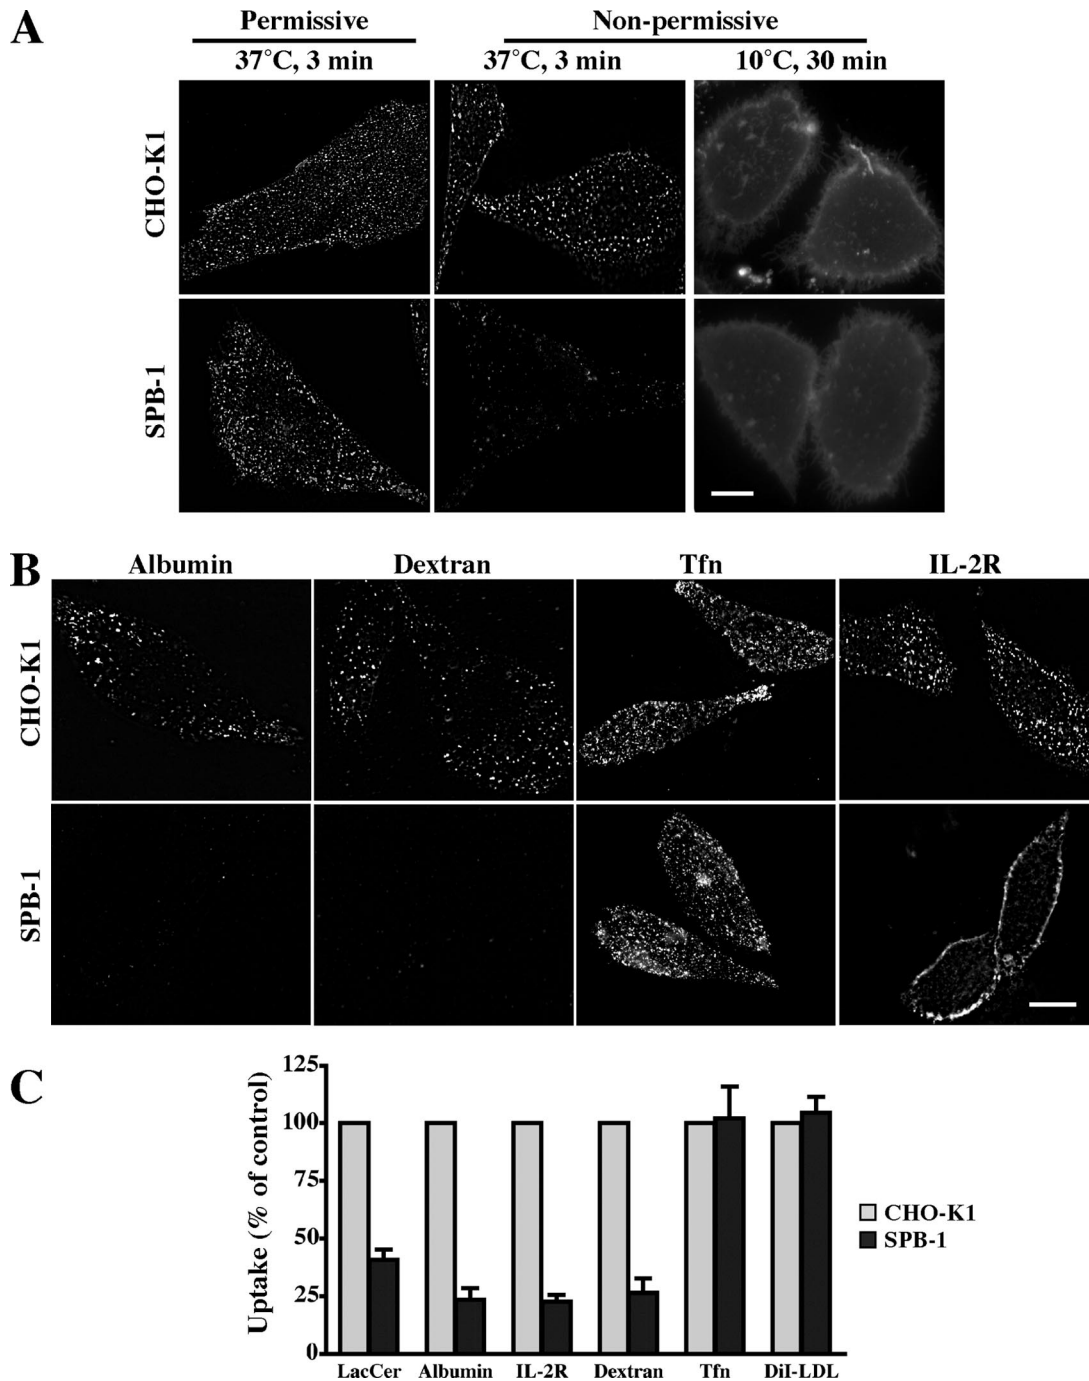 A
Permissive
Non-permissive
37°C, 3 min
37°C, 3 min
10°C, 30 min
CHO-K1
SPB-1
B
Albumin
Dextran
Tfn
IL-2R
CHO-K1
SPB-1
C
Uptake (% of control)
125
100
75
50
25
0
LacCer
Albumin
IL-2R
Dextran
Tfn
DiI-LDL
CHO-K1
SPB-1